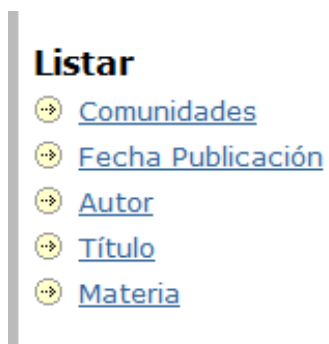 Listar
Comunidades
Fecha Publicación
Autor
Título
Materia